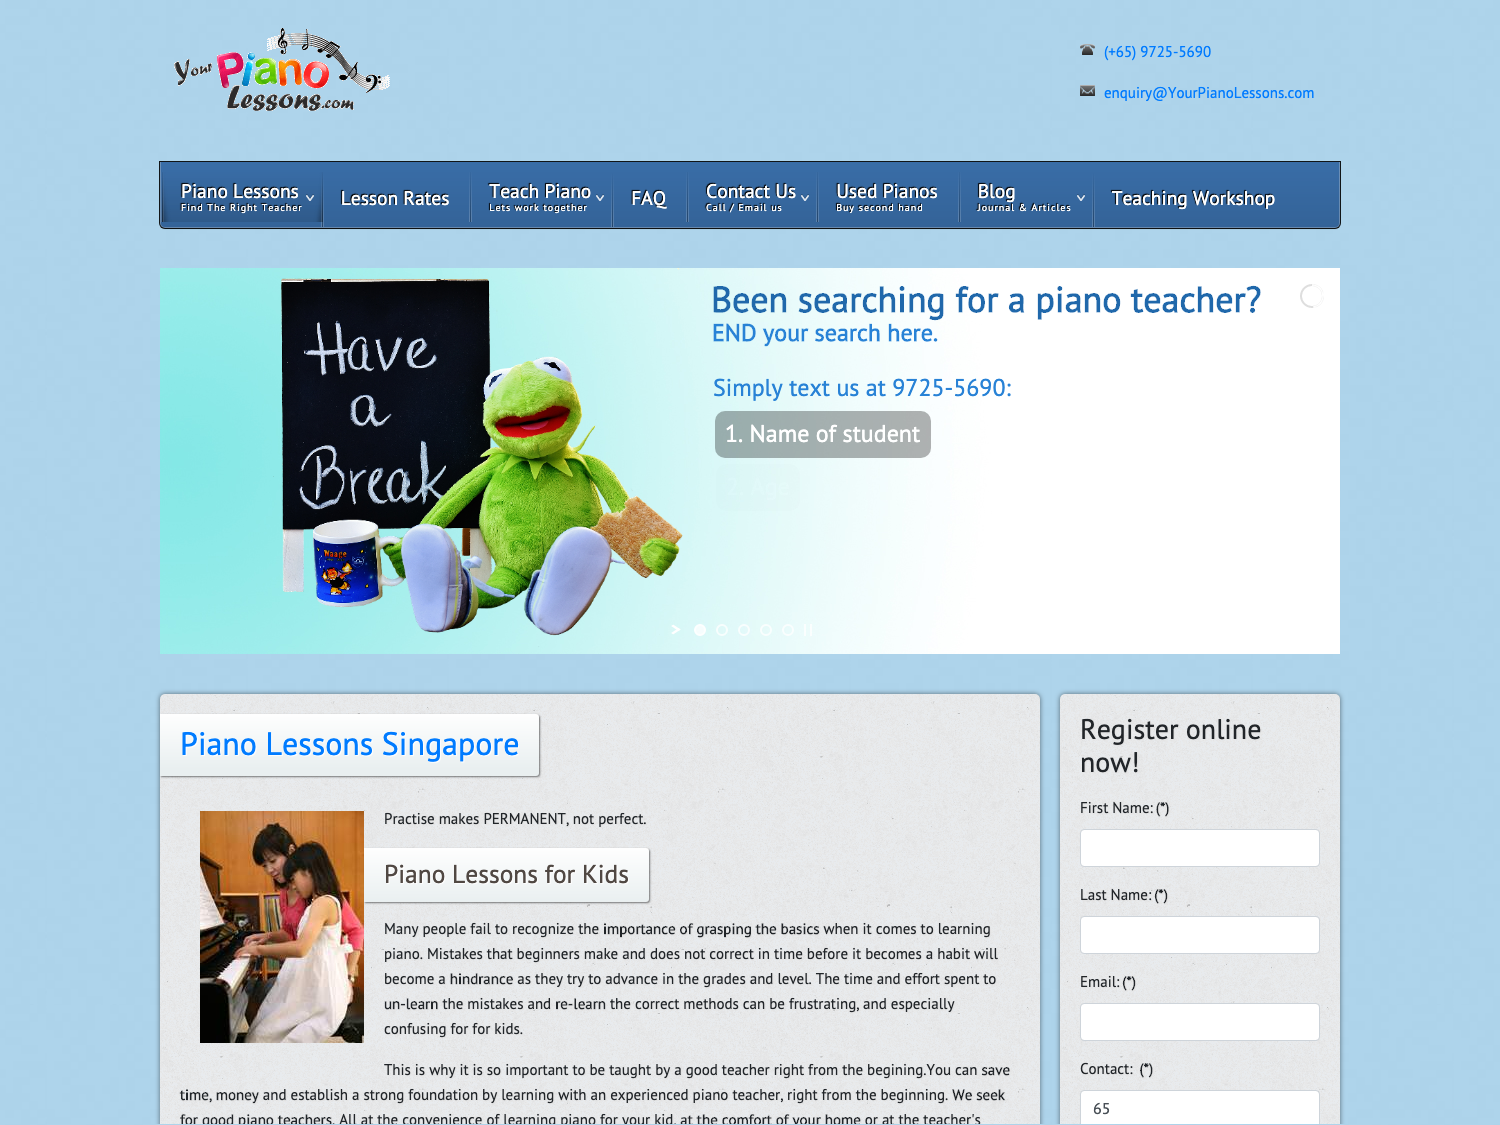 Your Piano
Lessons.com
(+65) 9725-5690
enquiry@YourPianoLessons.com
Piano Lessons
Find The Right Teacher
Lesson Rates
Teach Piano
Lets work together
FAQ
Contact Us
Call / Email us
Used Pianos
Buy second hand
Blog
Journal & Articles
Teaching Workshop
Have
a
Break
Been searching for a piano teacher?
END your search here.
Simply text us at 9725-5690:
1. Name of student
Piano Lessons Singapore
Practise makes PERMANENT, not perfect.
Piano Lessons for Kids
Many people fail to recognize the importance of grasping the basics when it comes to learning
piano. Mistakes that beginners make and does not correct in time before it becomes a habit will
become a hindrance as they try to advance in the grades and level. The time and effort spent to
un-learn the mistakes and re-learn the correct methods can be frustrating, and especially
confusing for for kids.
This is why it is so important to be taught by a good teacher right from the begining.You can save
time, money and establish a strong foundation by learning with an experienced piano teacher, right from the beginning. We seek
for good piano teachers. All at the convenience of learning piano for your kid, at the comfort of your home or at the teacher's
Register online
now!
First Name: (*)
Last Name: (*)
Email: (*)
Contact: (*)
65